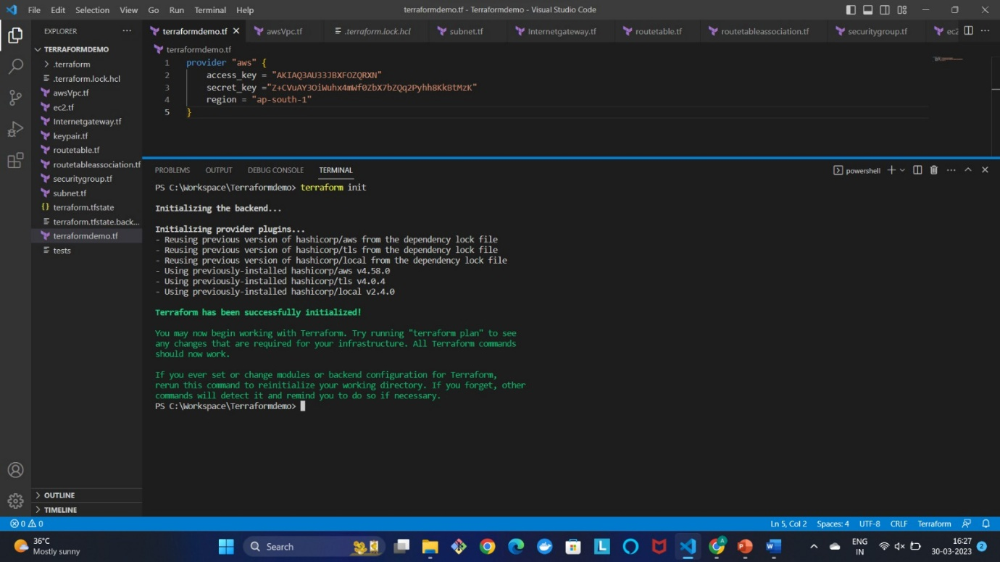 File Edit Selection View Go Run Terminal Help
terraformdemo.tf - Terraformdemo - Visual Studio Code
EXPLORER
TERRAFORMDEMO
.terraform
.terraform.lock.hcl
awsVpc.tf
ec2.tf
Internetgateway.tf
keypair.tf
routetable.tf
routetableassociation.tf
securitygroup.tf
subnet.tf
terraform.tfstate
terraform.tfstate.back...
terraformdemo.tf
tests
OUTLINE
TIMELINE
terraformdemo.tf awsVpc.tf .terraform.lock.hcl subnet.tf Internetgateway.tf routetable.tf routetableassociation.tf securitygroup.tf ec2
terraformdemo.tf
1 provider "aws" {
2 access_key = "AKIAQ3AU33JBXFOZQRXN"
3 secret_key ="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"
4 region = "ap-south-1"
5 }
PROBLEMS OUTPUT DEBUG CONSOLE TERMINAL
powershell
PS C:\Workspace\Terraformdemo> terraform init
Initializing the backend...
Initializing provider plugins...
- Reusing previous version of hashicorp/aws from the dependency lock file
- Reusing previous version of hashicorp/tls from the dependency lock file
- Reusing previous version of hashicorp/local from the dependency lock file
- Using previously-installed hashicorp/aws v4.58.0
- Using previously-installed hashicorp/tls v4.0.4
- Using previously-installed hashicorp/local v2.4.0
Terraform has been successfully initialized!
You may now begin working with Terraform. Try running "terraform plan" to see
any changes that are required for your infrastructure. All Terraform commands
should now work.
If you ever set or change modules or backend configuration for Terraform,
rerun this command to reinitialize your working directory. If you forget, other
commands will detect it and remind you to do so if necessary.
PS C:\Workspace\Terraformdemo>
0 0
Ln 5, Col 2 Spaces: 4 UTF-8 CRLF Terraform
36°C
Mostly sunny
Search
ENG
IN
16:27
30-03-2023
2